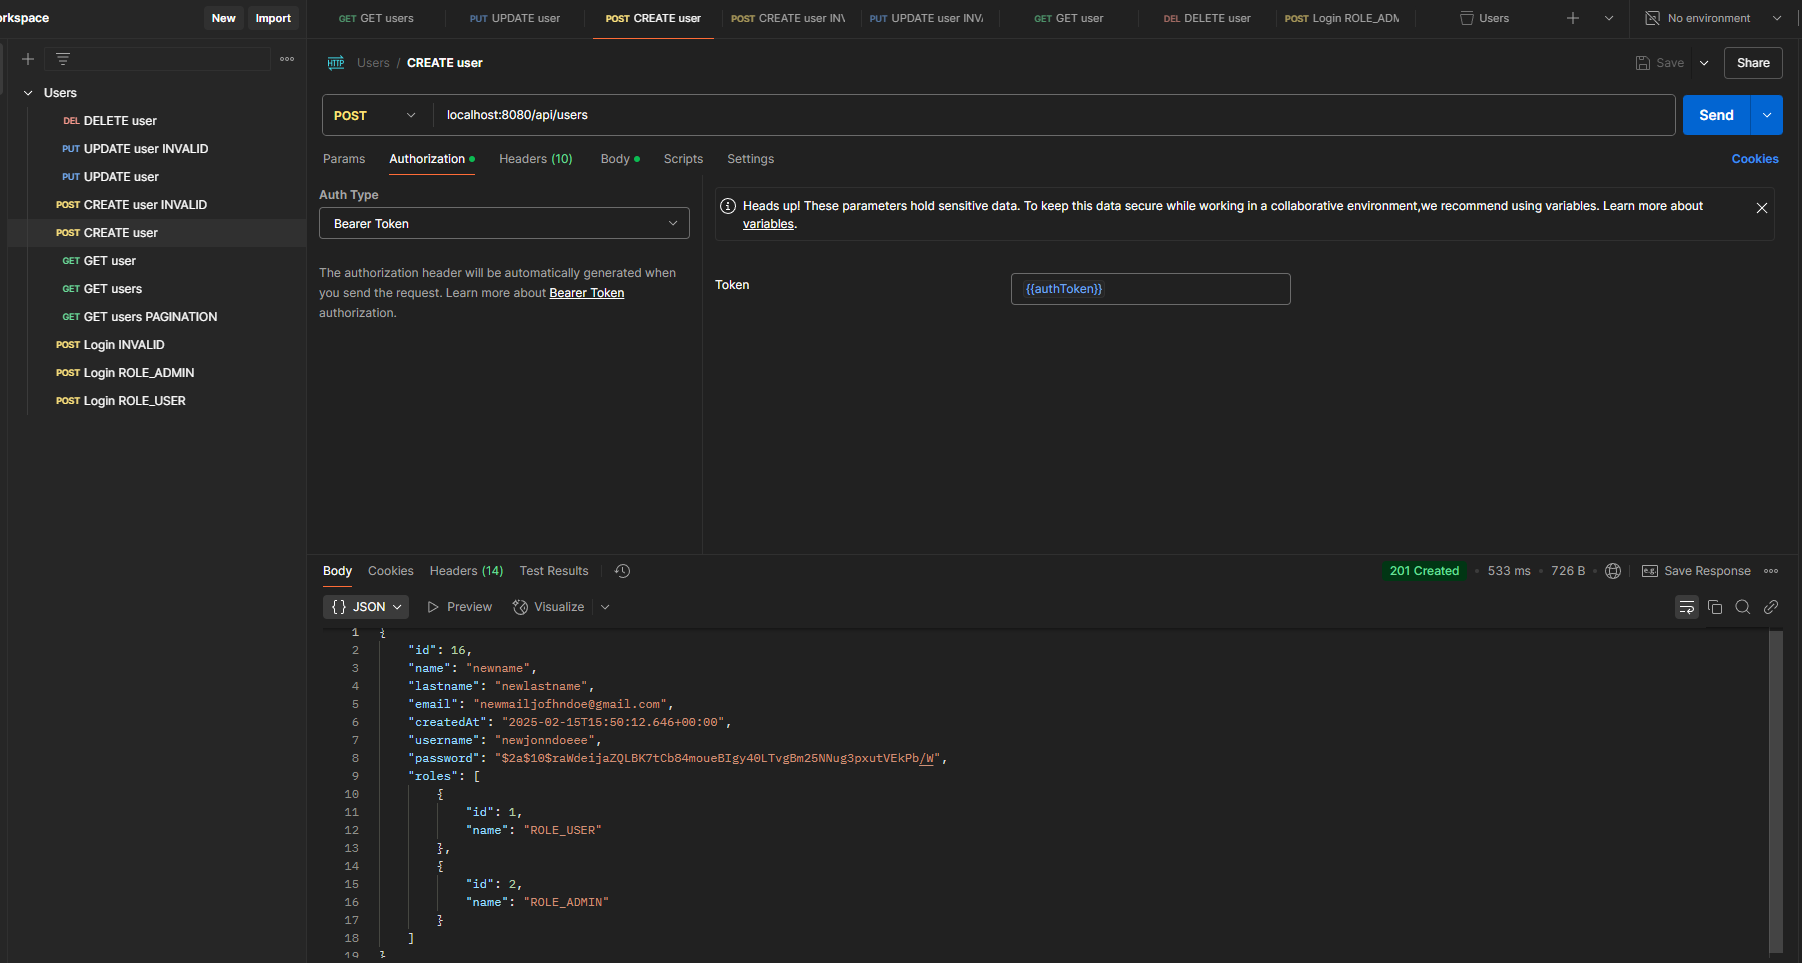 orkspace
New
Import
GET GET users
PUT UPDATE user
POST CREATE user
POST CREATE user INV
PUT UPDATE user INV
GET GET user
DEL DELETE user
POST Login ROLE_ADM
Users
No environment
Users / CREATE user
Save
Share
Users
DEL DELETE user
PUT UPDATE user INVALID
PUT UPDATE user
POST CREATE user INVALID
POST CREATE user
GET GET user
GET GET users
GET GET users PAGINATION
POST Login INVALID
POST Login ROLE_ADMIN
POST Login ROLE_USER
POST
localhost:8080/api/users
Send
Params
Authorization
Headers (10)
Body
Scripts
Settings
Cookies
Auth Type
Bearer Token
The authorization header will be automatically generated when
you send the request. Learn more about Bearer Token
authorization.
Heads up! These parameters hold sensitive data. To keep this data secure while working in a collaborative environment,we recommend using variables. Learn more about
variables.
Token
{{authToken}}
Body
Cookies
Headers (14)
Test Results
201 Created
533 ms
726 B
Save Response
{} JSON
Preview
Visualize
1 {
2 "id": 16,
3 "name": "newname",
4 "lastname": "newlastname",
5 "email": "newmailjofhndoe@gmail.com",
6 "createdAt": "2025-02-15T15:50:12.646+00:00",
7 "username": "newjonndoeee",
8 "password": "$2a$10$raWdeijaZQLBK7tCb84moueBIgy40LTvgBm25NNug3pxutVEkPb/W",
9 "roles": [
10 {
11 "id": 1,
12 "name": "ROLE_USER"
13 },
14 {
15 "id": 2,
16 "name": "ROLE_ADMIN"
17 }
18 ]
19 }